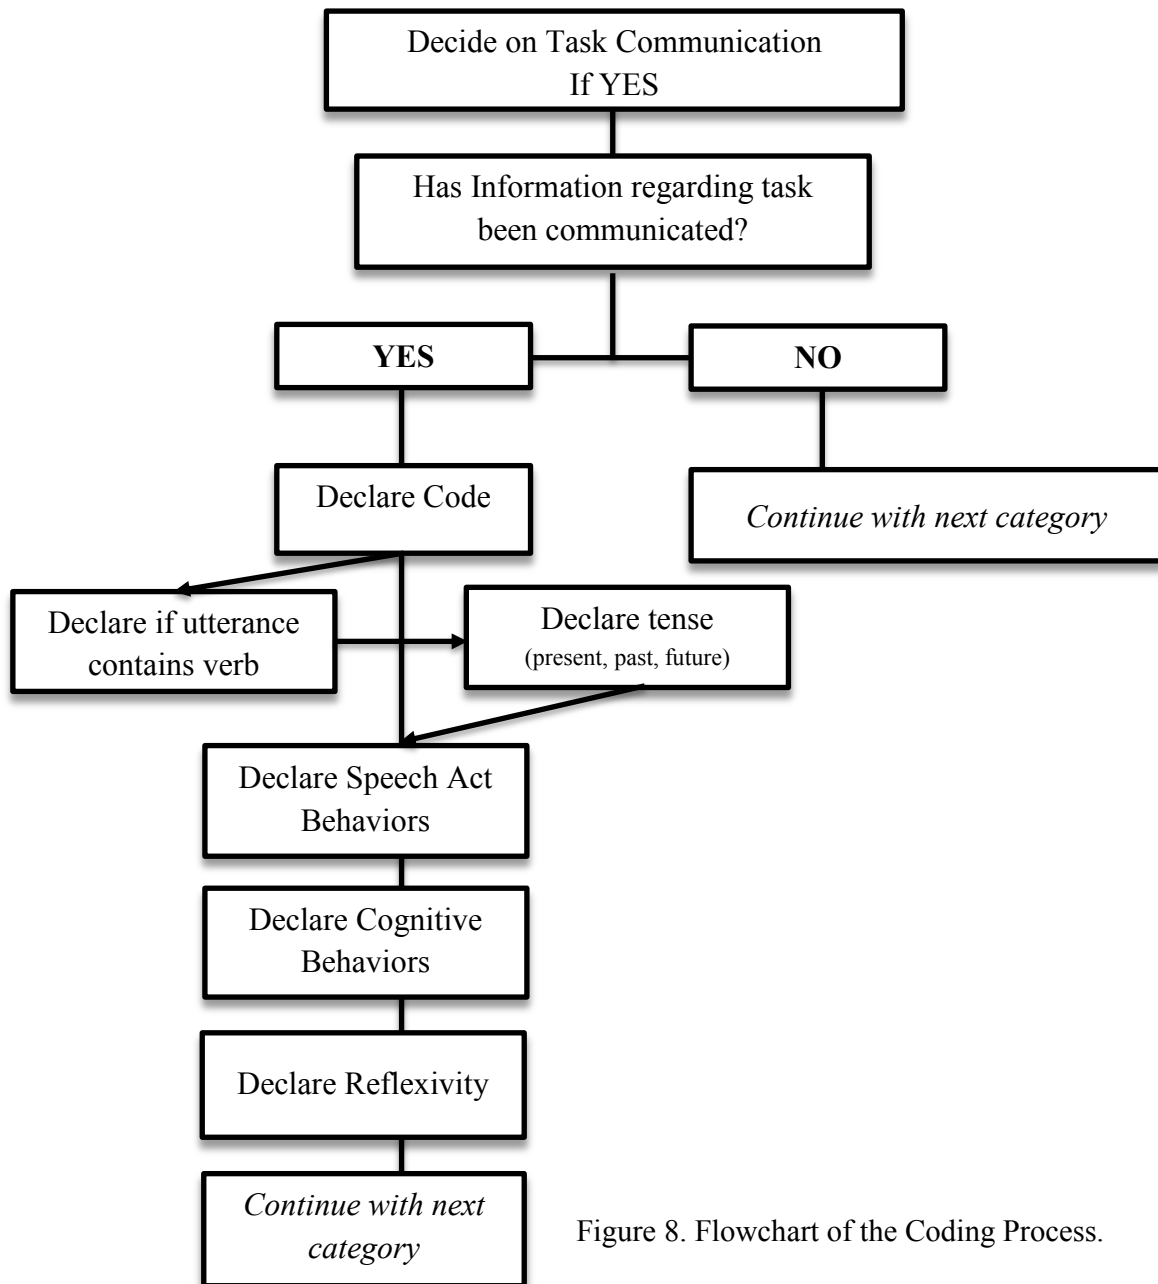 Decide on Task Communication
If YES
Has Information regarding task
been communicated?
YES
NO
Declare Code
Continue with next category
Declare if utterance
contains verb
Declare tense
(present, past, future)
Declare Speech Act
Behaviors
Declare Cognitive
Behaviors
Declare Reflexivity
Continue with next
category
Figure 8. Flowchart of the Coding Process.